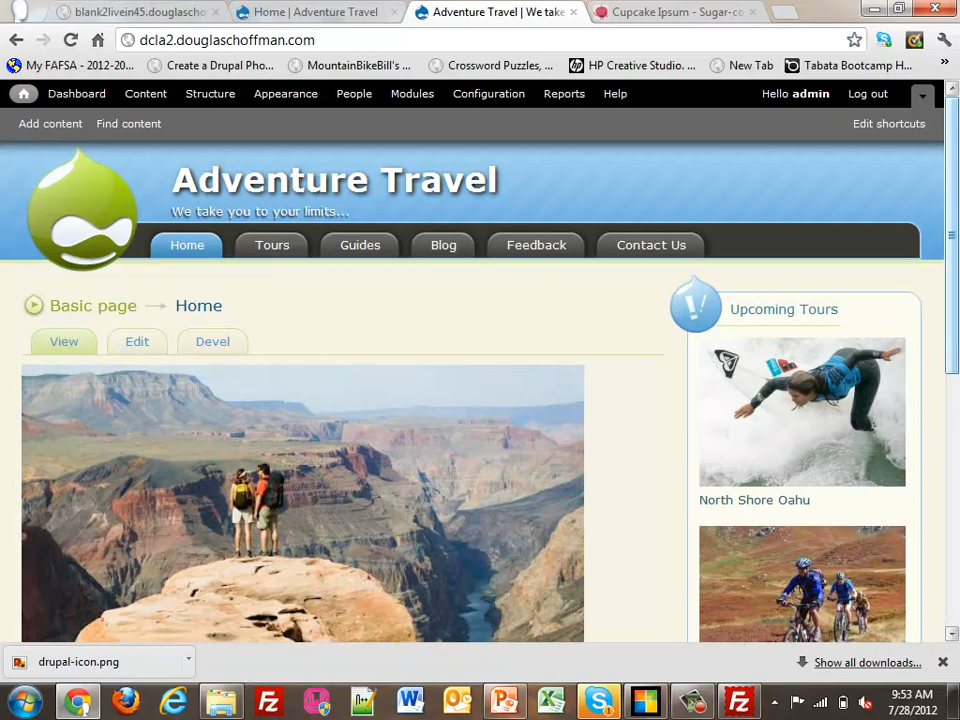 blank2livein45.douglascho
Home | Adventure Travel
Adventure Travel | We take
Cupcake Ipsum - Sugar-co
dcla2.douglaschoffman.com
My FAFSA - 2012-20...
Create a Drupal Pho...
MountainBikeBill's ...
Crossword Puzzles, ...
HP Creative Studio. ...
New Tab
Tabata Bootcamp H...
Dashboard Content Structure Appearance People Modules Configuration Reports Help Hello admin Log out
Add content Find content Edit shortcuts
Adventure Travel
We take you to your limits...
Home Tours Guides Blog Feedback Contact Us
Basic page Home
View Edit Devel
Upcoming Tours
North Shore Oahu
drupal-icon.png
Show all downloads...
9:53 AM
7/28/2012